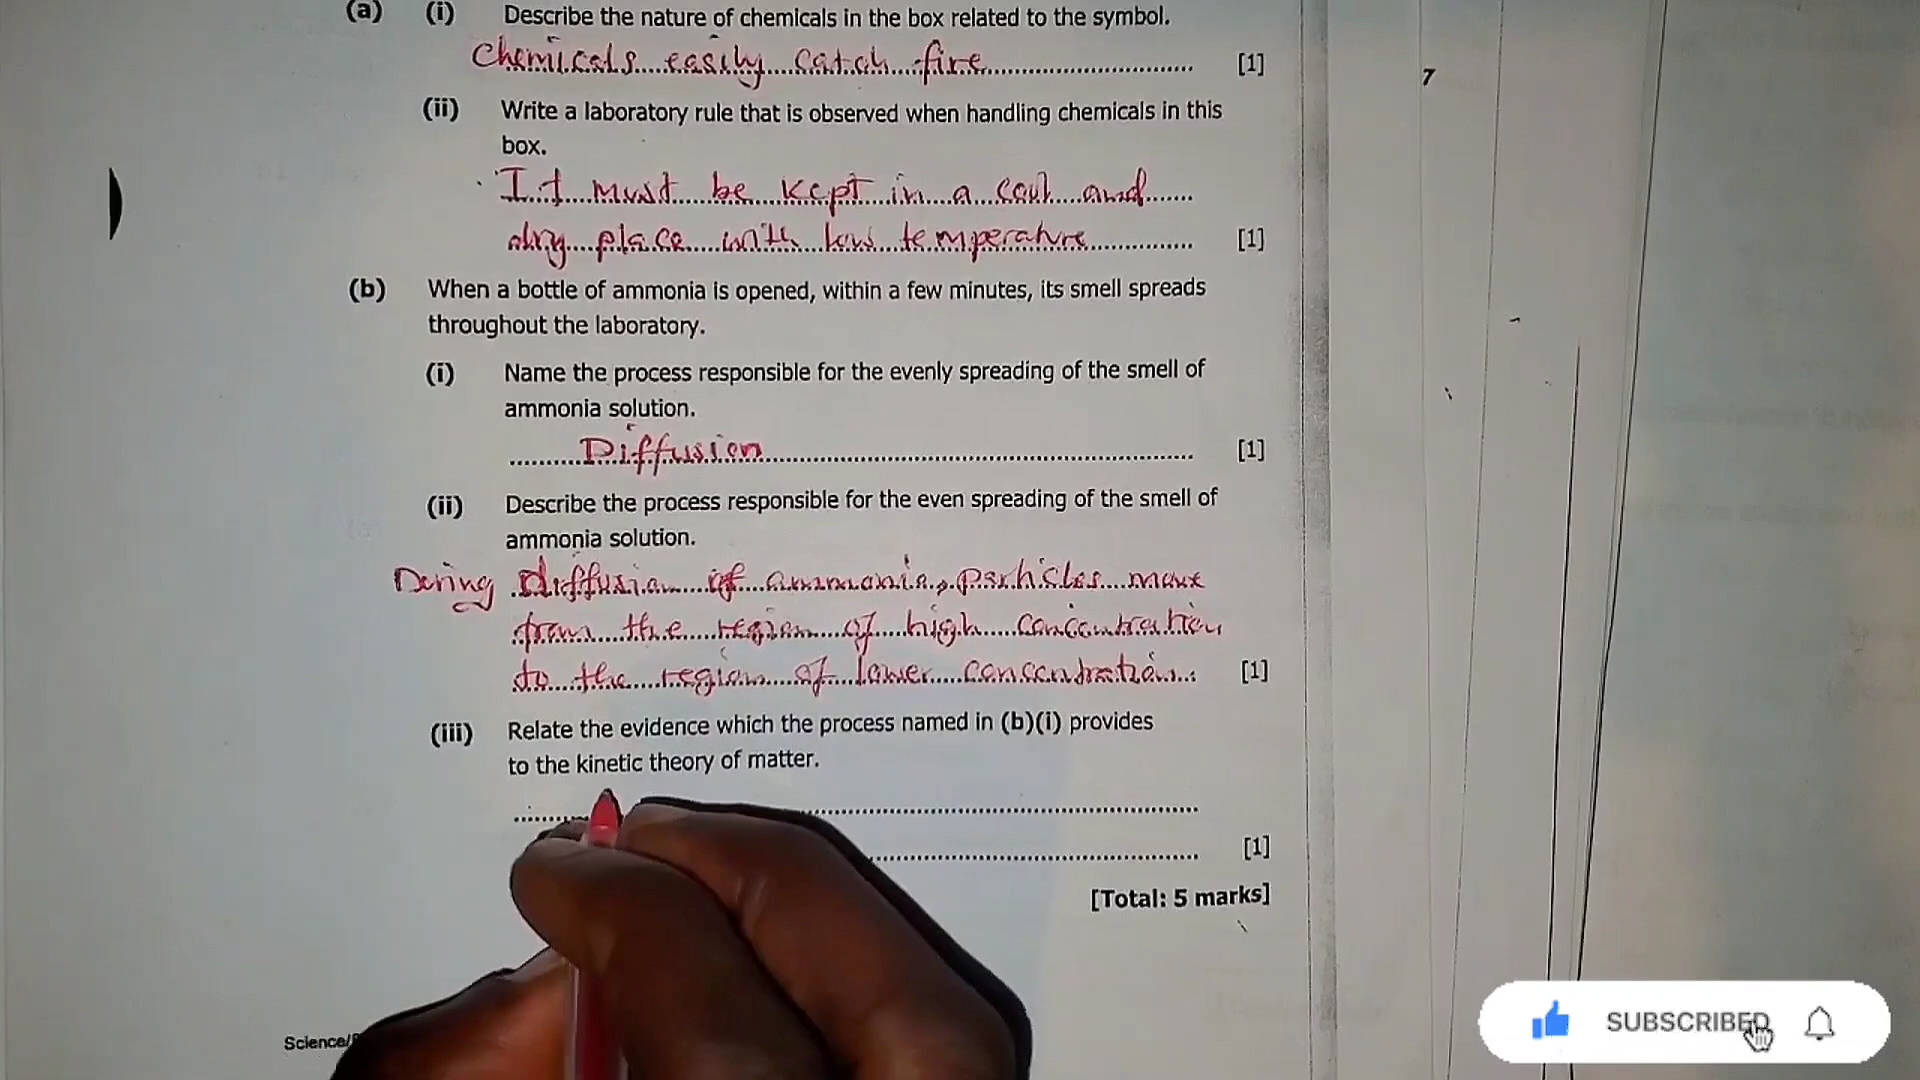 (a) (i) Describe the nature of chemicals in the box related to the symbol.
Chemicals easily catch fire [1]
7
(ii) Write a laboratory rule that is observed when handling chemicals in this
box.
It must be kept in a cool and
dry place with low temperature [1]
(b) When a bottle of ammonia is opened, within a few minutes, its smell spreads
throughout the laboratory.
(i) Name the process responsible for the evenly spreading of the smell of
ammonia solution.
Diffusion [1]
(ii) Describe the process responsible for the even spreading of the smell of
ammonia solution.
During diffusion of ammonia, particles move
from the region of high concentration
to the region of lower concentration. [1]
(iii) Relate the evidence which the process named in (b)(i) provides
to the kinetic theory of matter.
[1]
[Total: 5 marks]
Science/
SUBSCRIBED